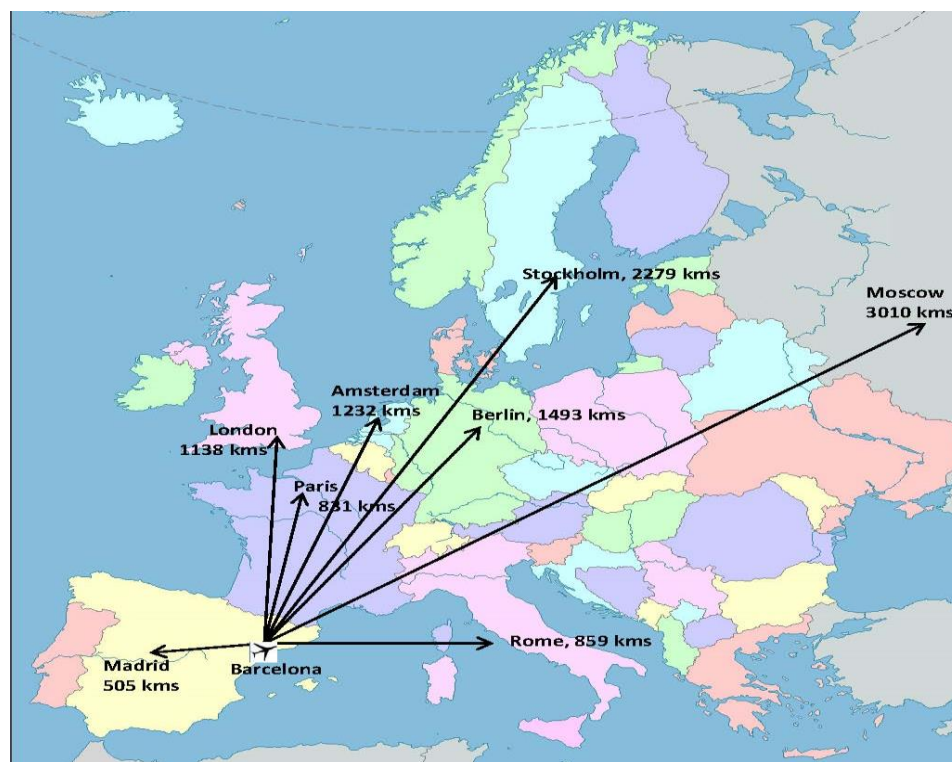 Stockholm, 2279 kms
Moscow
3010 kms
Amsterdam
1232 kms
Berlin, 1493 kms
London
1138 kms
Paris
831 kms
Rome, 859 kms
Madrid
505 kms
Barcelona